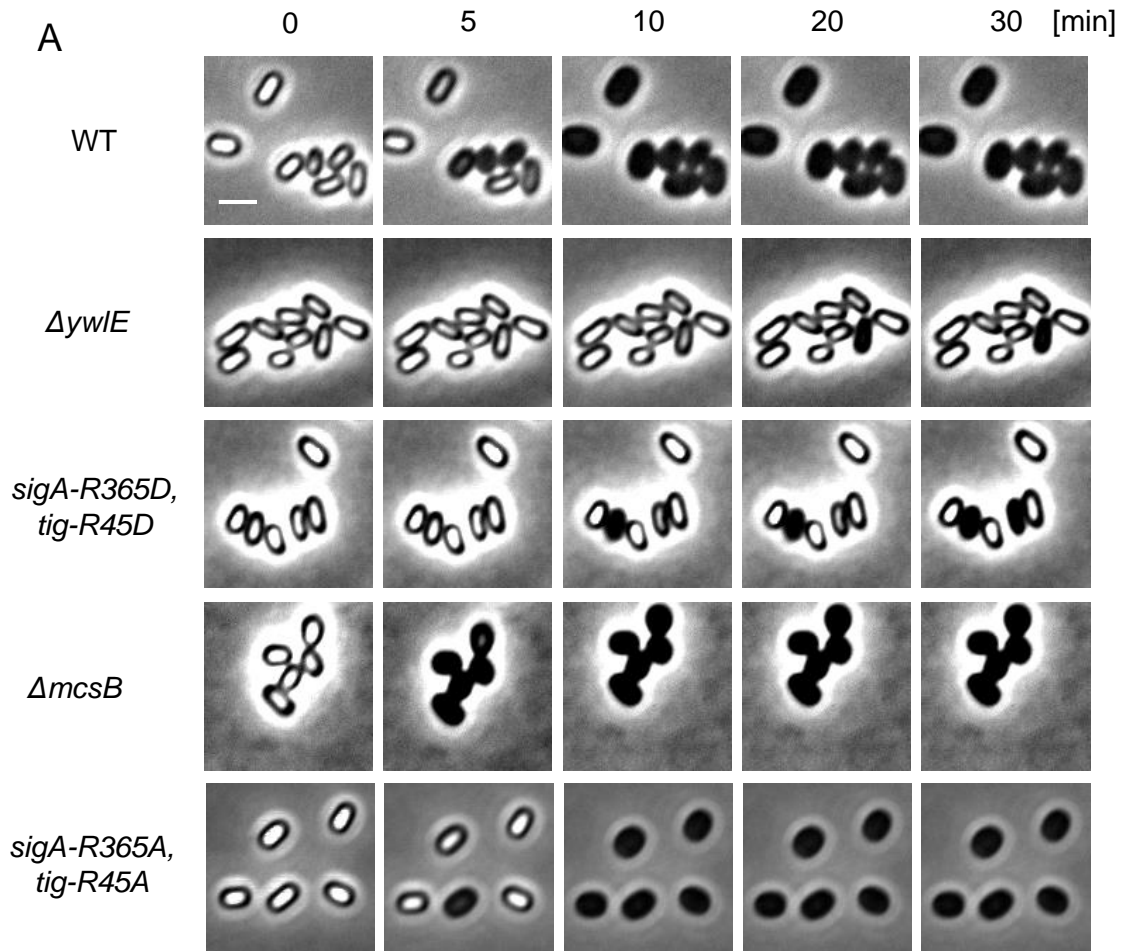 A
0 5 10 20 30 [min]
WT
ΔywlE
sigA-R365D,
tig-R45D
ΔmcsB
sigA-R365A,
tig-R45A